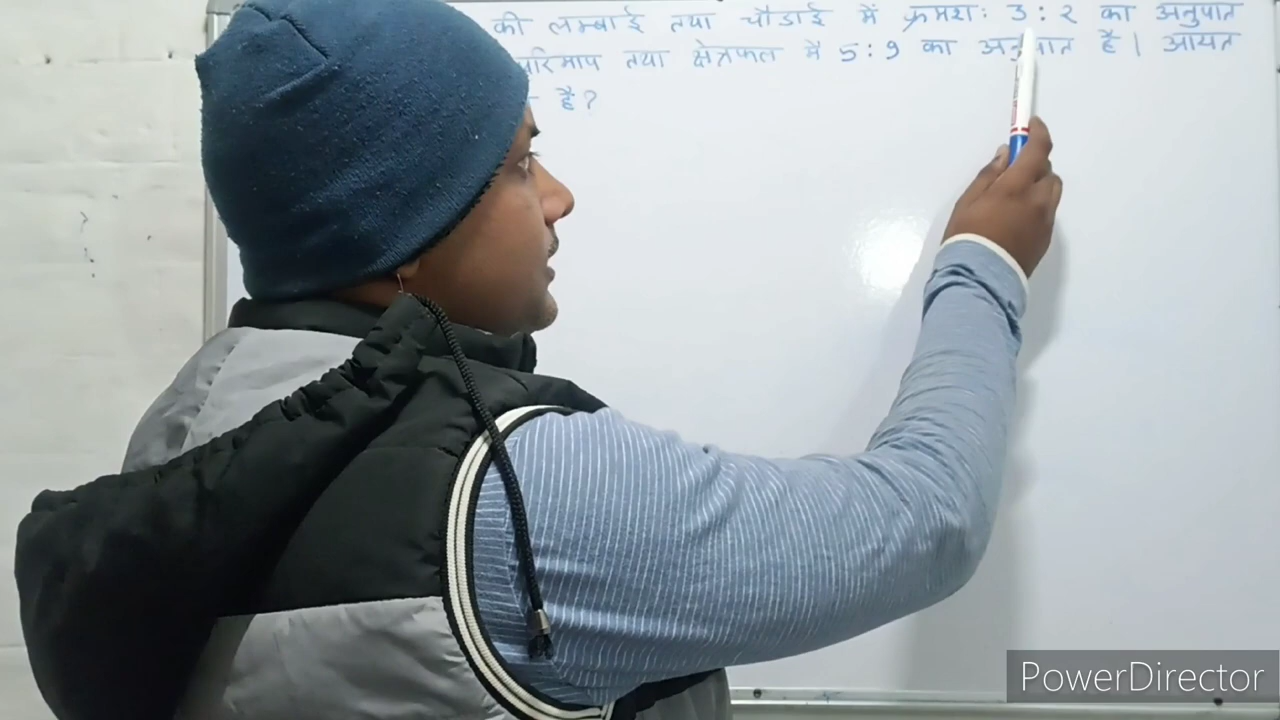 की लम्बाई तथा चौडाई में क्रमशः 3 : 2 का अनुपात
परिमाप तथा क्षेत्रफल में 5 : 9 का अनुपात है। आयत
है?
PowerDirector